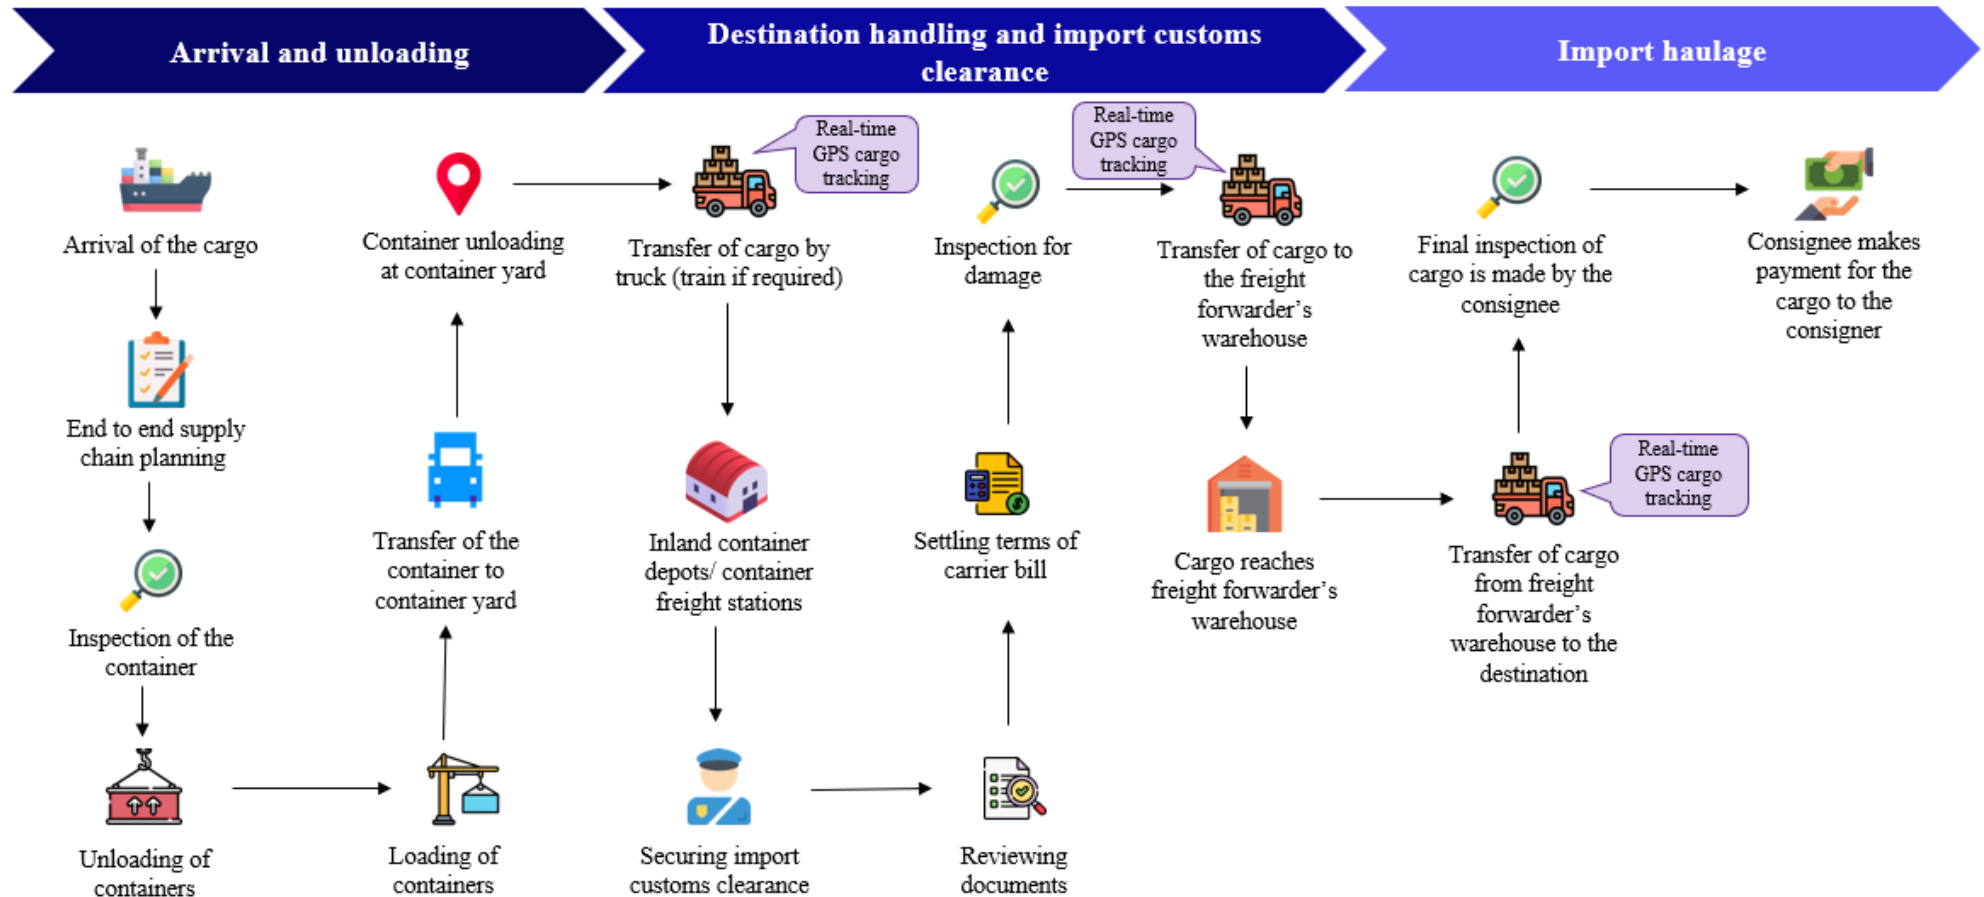 Arrival and unloading
Destination handling and import customs
clearance
Import haulage
Arrival of the cargo
End to end supply
chain planning
Inspection of the
container
Unloading of
containers
Loading of
containers
Transfer of the
container to
container yard
Container unloading
at container yard
Real-time
GPS cargo
tracking
Transfer of cargo by
truck (train if required)
Inland container
depots/ container
freight stations
Securing import
customs clearance
Reviewing
documents
Settling terms of
carrier bill
Inspection for
damage
Real-time
GPS cargo
tracking
Transfer of cargo to
the freight
forwarder’s
warehouse
Cargo reaches
freight forwarder’s
warehouse
Real-time
GPS cargo
tracking
Transfer of cargo
from freight
forwarder’s
warehouse to the
destination
Final inspection of
cargo is made by the
consignee
Consignee makes
payment for the
cargo to the
consigner